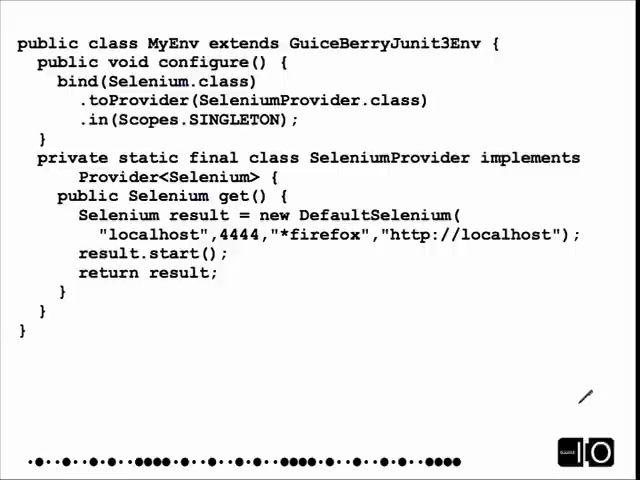 public class MyEnv extends GuiceBerryJunit3Env {
public void configure() {
bind(Selenium.class)
.toProvider(SeleniumProvider.class)
.in(Scopes.SINGLETON);
}
private static final class SeleniumProvider implements
Provider<Selenium> {
public Selenium get() {
Selenium result = new DefaultSelenium(
"localhost",4444,"*firefox","http://localhost");
result.start();
return result;
}
}
}
IO